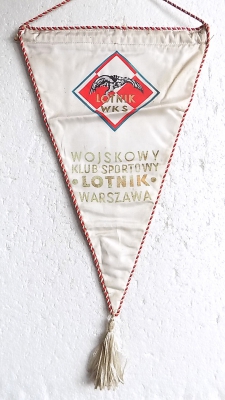 LOTNIK
WKS
WOJSKOWY
KLUB SPORTOWY
• LOTNIK •
WARSZAWA